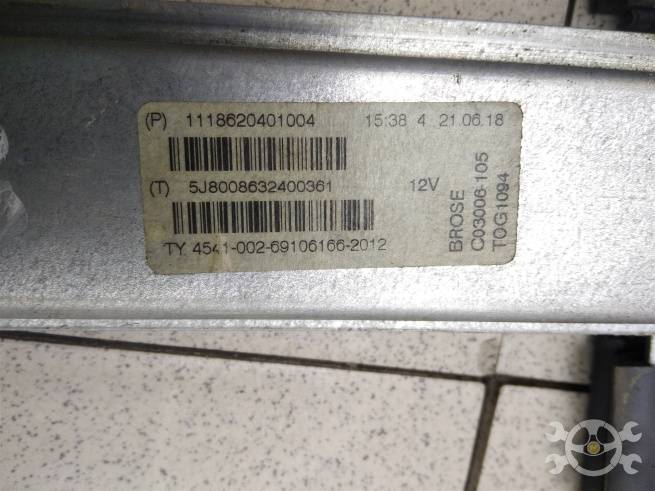 (P) 1118620401004 15:38 4 21.06.18
(T) 5J8008632400361 12V
TY 4541-002-69106166-2012
BROSE
C03006-105
TOG1094